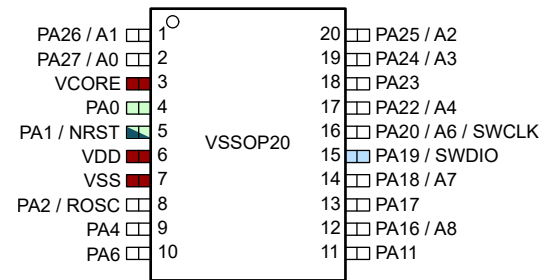 PA26 / A1 1 20 PA25 / A2
PA27 / A0 2 19 PA24 / A3
VCORE 3 18 PA23
PA0 4 17 PA22 / A4
PA1 / NRST 5 16 PA20 / A6 / SWCLK
VSSOP20
VDD 6 15 PA19 / SWDIO
VSS 7 14 PA18 / A7
PA2 / ROSC 8 13 PA17
PA4 9 12 PA16 / A8
PA6 10 11 PA11